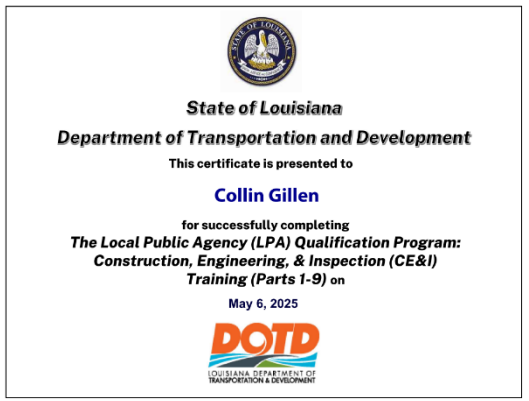 STATE OF LOUISIANA
State of Louisiana
Department of Transportation and Development
This certificate is presented to
Collin Gillen
for successfully completing
The Local Public Agency (LPA) Qualification Program:
Construction, Engineering, & Inspection (CE&I)
Training (Parts 1-9) on
May 6, 2025
DOTD
LOUISIANA DEPARTMENT OF
TRANSPORTATION & DEVELOPMENT